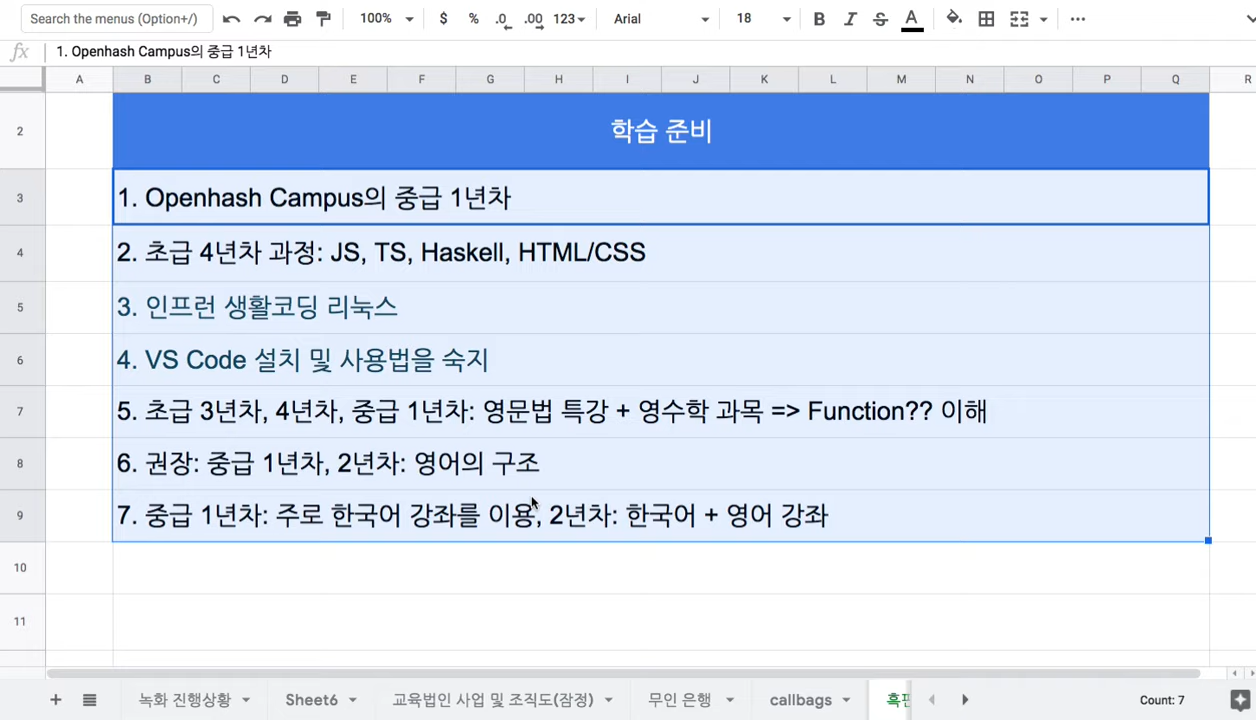 Search the menus (Option+/) 100% $ % .0 .00 123 Arial 18 B I S A
fx 1. Openhash Campus의 중급 1년차
A B C D E F G H I J K L M N O P Q R
2 학습 준비
3 1. Openhash Campus의 중급 1년차
4 2. 초급 4년차 과정: JS, TS, Haskell, HTML/CSS
5 3. 인프런 생활코딩 리눅스
6 4. VS Code 설치 및 사용법을 숙지
7 5. 초급 3년차, 4년차, 중급 1년차: 영문법 특강 + 영수학 과목 => Function?? 이해
8 6. 권장: 중급 1년차, 2년차: 영어의 구조
9 7. 중급 1년차: 주로 한국어 강좌를 이용, 2년차: 한국어 + 영어 강좌
10
11
녹화 진행상황 Sheet6 교육법인 사업 및 조직도(잠정) 무인 은행 callbags Count: 7